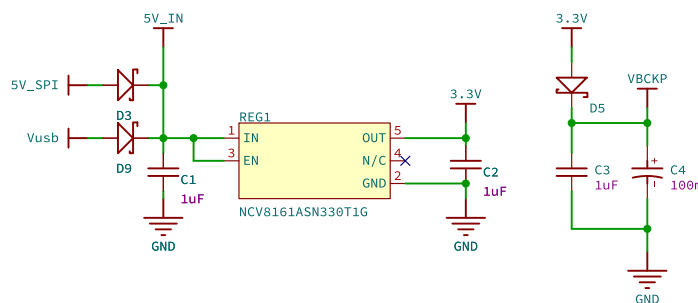 5V_IN
3.3V
5V_SPI
VBCKP
D3
3.3V
D5
REG1
Vusb
1 IN
OUT 5
D9
3 EN
N/C 4
C1
1uF
GND 2
C2
1uF
C3
1uF
C4
100m
NCV8161ASN330T1G
GND
GND
GND